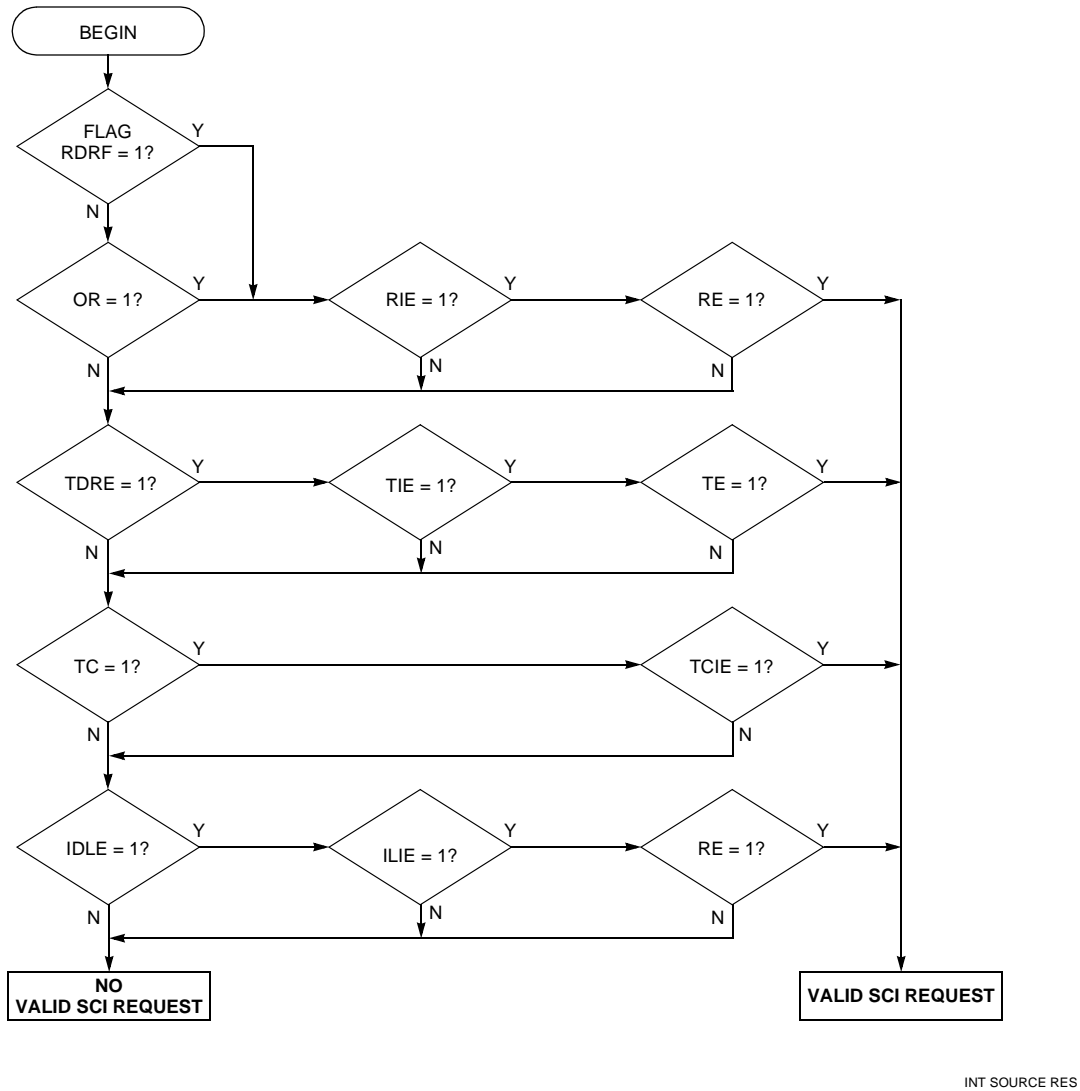 BEGIN
FLAG
RDRF = 1?
Y
N
OR = 1?
Y
RIE = 1?
Y
RE = 1?
Y
N
N
N
TDRE = 1?
Y
TIE = 1?
Y
TE = 1?
Y
N
N
N
TC = 1?
Y
TCIE = 1?
Y
N
N
IDLE = 1?
Y
ILIE = 1?
Y
RE = 1?
Y
N
N
N
NO
VALID SCI REQUEST
VALID SCI REQUEST
INT SOURCE RES